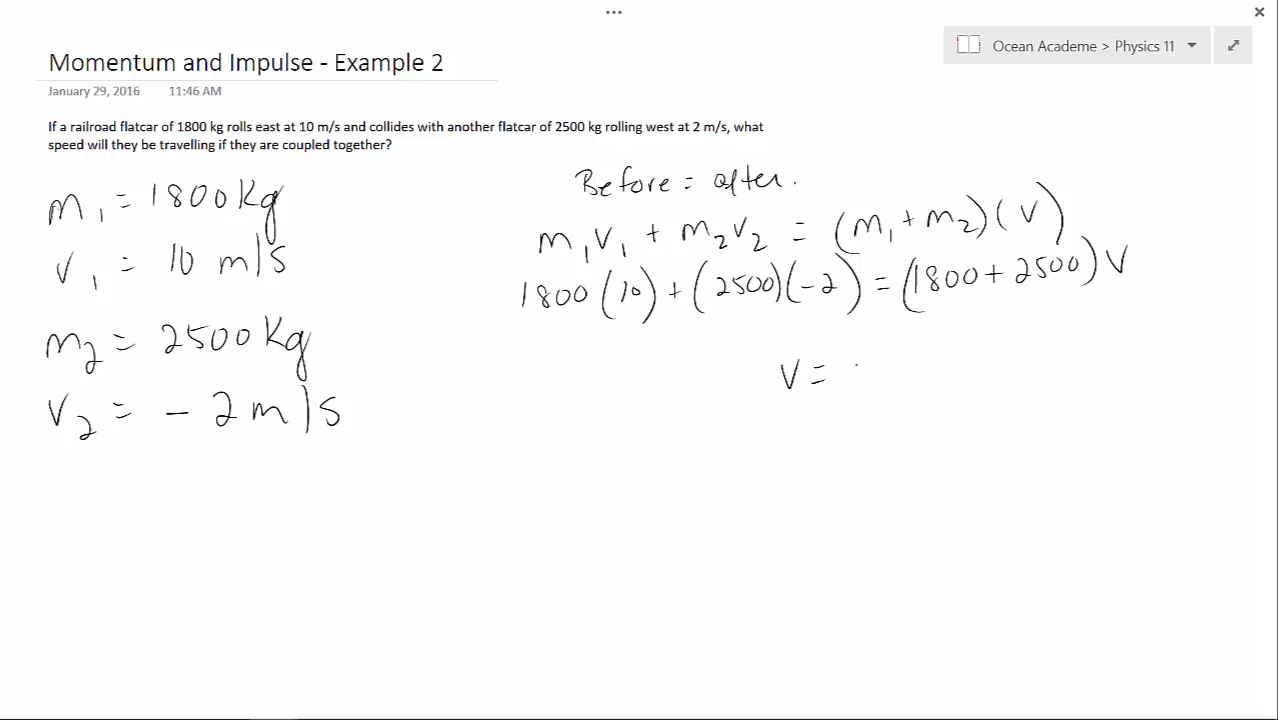 Momentum and Impulse - Example 2
Ocean Academe > Physics 11
January 29, 2016 11:46 AM
If a railroad flatcar of 1800 kg rolls east at 10 m/s and collides with another flatcar of 2500 kg rolling west at 2 m/s, what
speed will they be travelling if they are coupled together?
m₁ = 1800 Kg
v₁ = 10 m/s
m₂ = 2500 Kg
v₂ = - 2 m/s
Before = after.
m₁v₁ + m₂v₂ = (m₁ + m₂)(v)
1800 (10) + (2500)(-2) = (1800 + 2500) V
V =